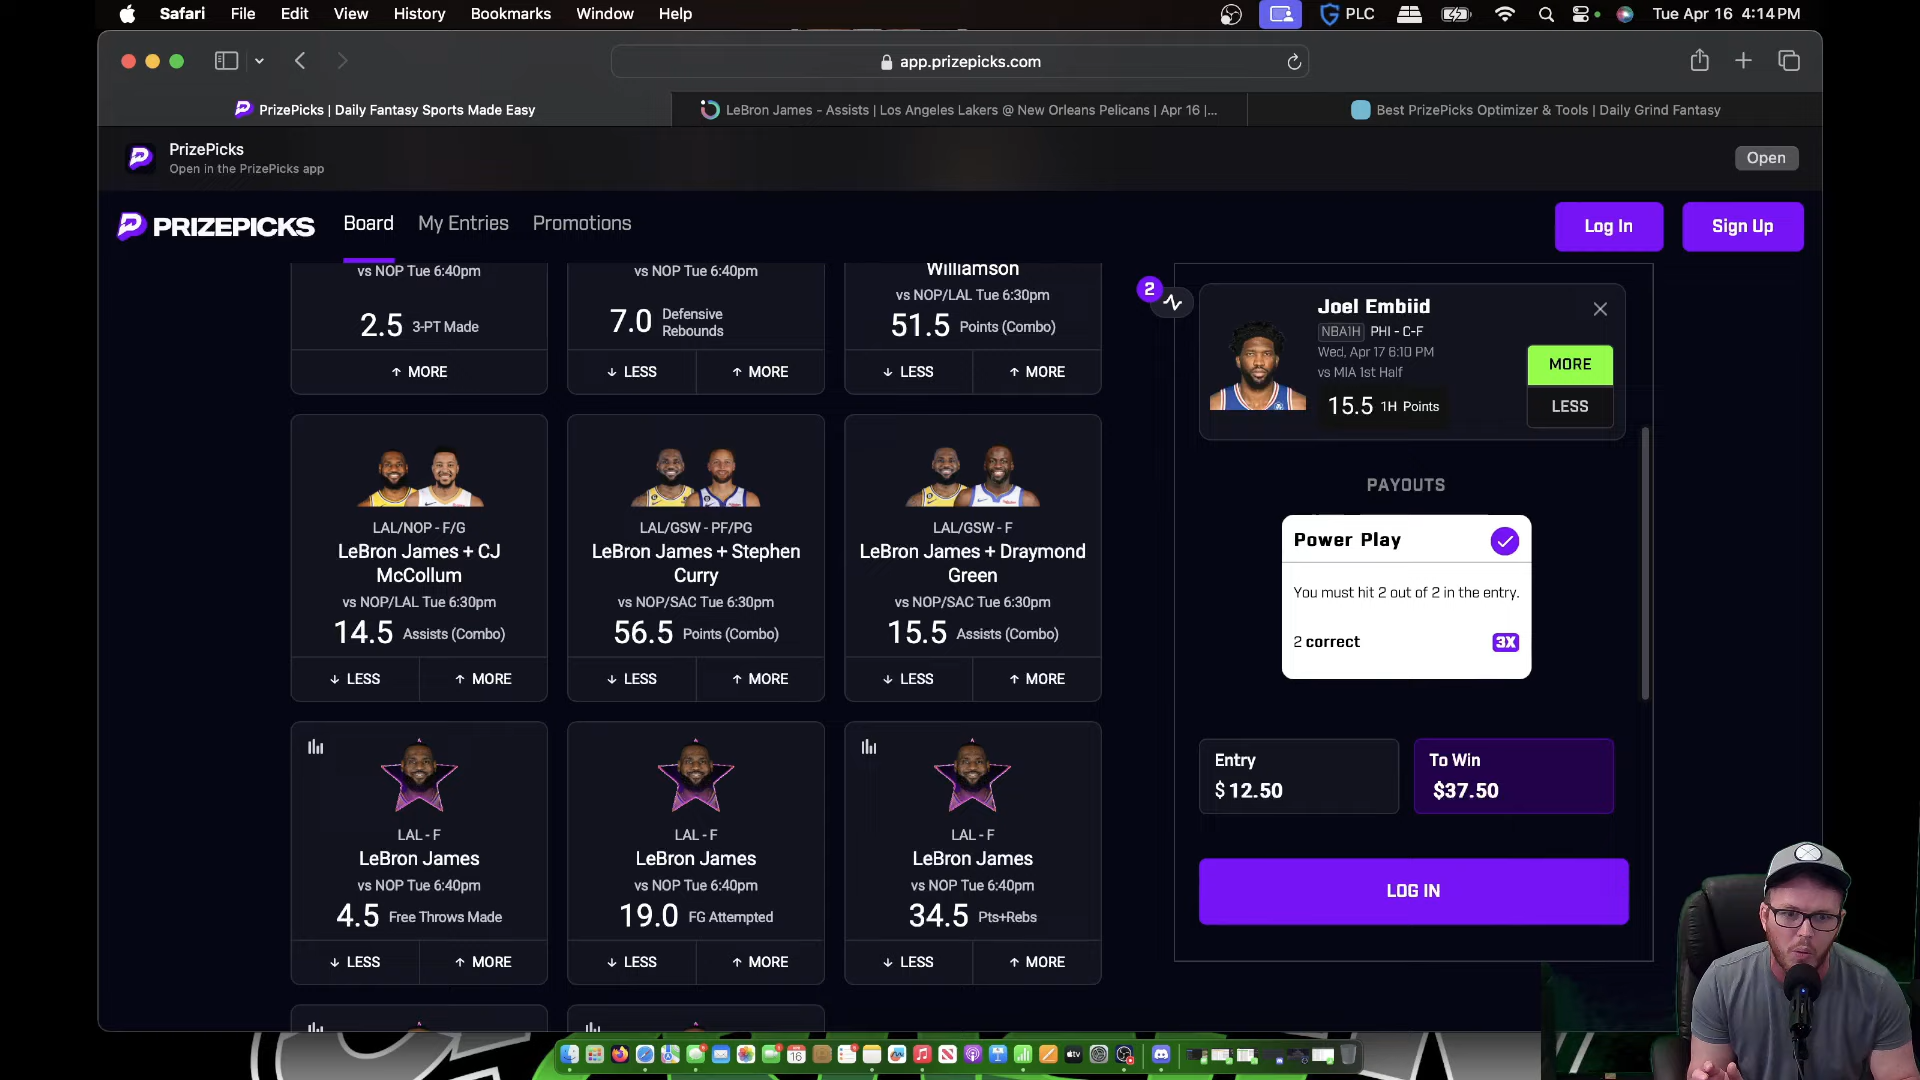 Safari File Edit View History Bookmarks Window Help PLC Tue Apr 16 4:14 PM
app.prizepicks.com
PrizePicks | Daily Fantasy Sports Made Easy
LeBron James - Assists | Los Angeles Lakers @ New Orleans Pelicans | Apr 16 |...
Best PrizePicks Optimizer & Tools | Daily Grind Fantasy
PrizePicks
Open in the PrizePicks app
Open
PRIZEPICKS
Board My Entries Promotions
Log In
Sign Up
vs NOP Tue 6:40pm
2.5 3-PT Made
↑ MORE
vs NOP Tue 6:40pm
7.0 Defensive
Rebounds
↓ LESS ↑ MORE
Williamson
vs NOP/LAL Tue 6:30pm
51.5 Points (Combo)
↓ LESS ↑ MORE
LAL/NOP - F/G
LeBron James + CJ
McCollum
vs NOP/LAL Tue 6:30pm
14.5 Assists (Combo)
↓ LESS ↑ MORE
LAL/GSW - PF/PG
LeBron James + Stephen
Curry
vs NOP/SAC Tue 6:30pm
56.5 Points (Combo)
↓ LESS ↑ MORE
LAL/GSW - F
LeBron James + Draymond
Green
vs NOP/SAC Tue 6:30pm
15.5 Assists (Combo)
↓ LESS ↑ MORE
LAL - F
LeBron James
vs NOP Tue 6:40pm
4.5 Free Throws Made
↓ LESS ↑ MORE
LAL - F
LeBron James
vs NOP Tue 6:40pm
19.0 FG Attempted
↓ LESS ↑ MORE
LAL - F
LeBron James
vs NOP Tue 6:40pm
34.5 Pts+Rebs
↓ LESS ↑ MORE
2
Joel Embiid
NBA1H PHI - C-F
Wed, Apr 17 6:10 PM
vs MIA 1st Half
15.5 1H Points
MORE
LESS
PAYOUTS
Power Play
You must hit 2 out of 2 in the entry.
2 correct 3X
Entry
$ 12.50
To Win
$37.50
LOG IN